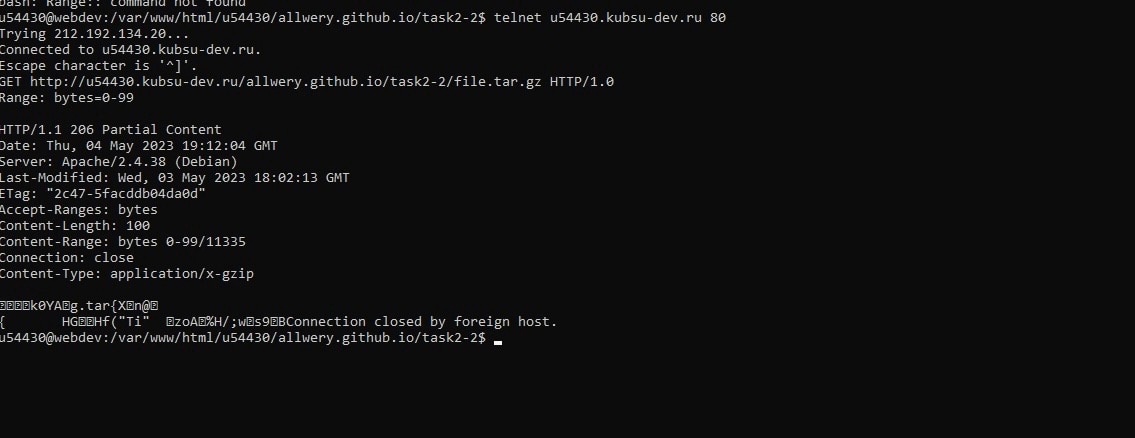 bash: Range:: command not found
u54430@webdev:/var/www/html/u54430/allwery.github.io/task2-2$ telnet u54430.kubsu-dev.ru 80
Trying 212.192.134.20...
Connected to u54430.kubsu-dev.ru.
Escape character is '^]'.
GET http://u54430.kubsu-dev.ru/allwery.github.io/task2-2/file.tar.gz HTTP/1.0
Range: bytes=0-99
HTTP/1.1 206 Partial Content
Date: Thu, 04 May 2023 19:12:04 GMT
Server: Apache/2.4.38 (Debian)
Last-Modified: Wed, 03 May 2023 18:02:13 GMT
ETag: "2c47-5facddb04da0d"
Accept-Ranges: bytes
Content-Length: 100
Content-Range: bytes 0-99/11335
Connection: close
Content-Type: application/x-gzip
k0YA g.tar{X n@
{ HG Hf("Ti" zoA %H/;w s9 BConnection closed by foreign host.
u54430@webdev:/var/www/html/u54430/allwery.github.io/task2-2$